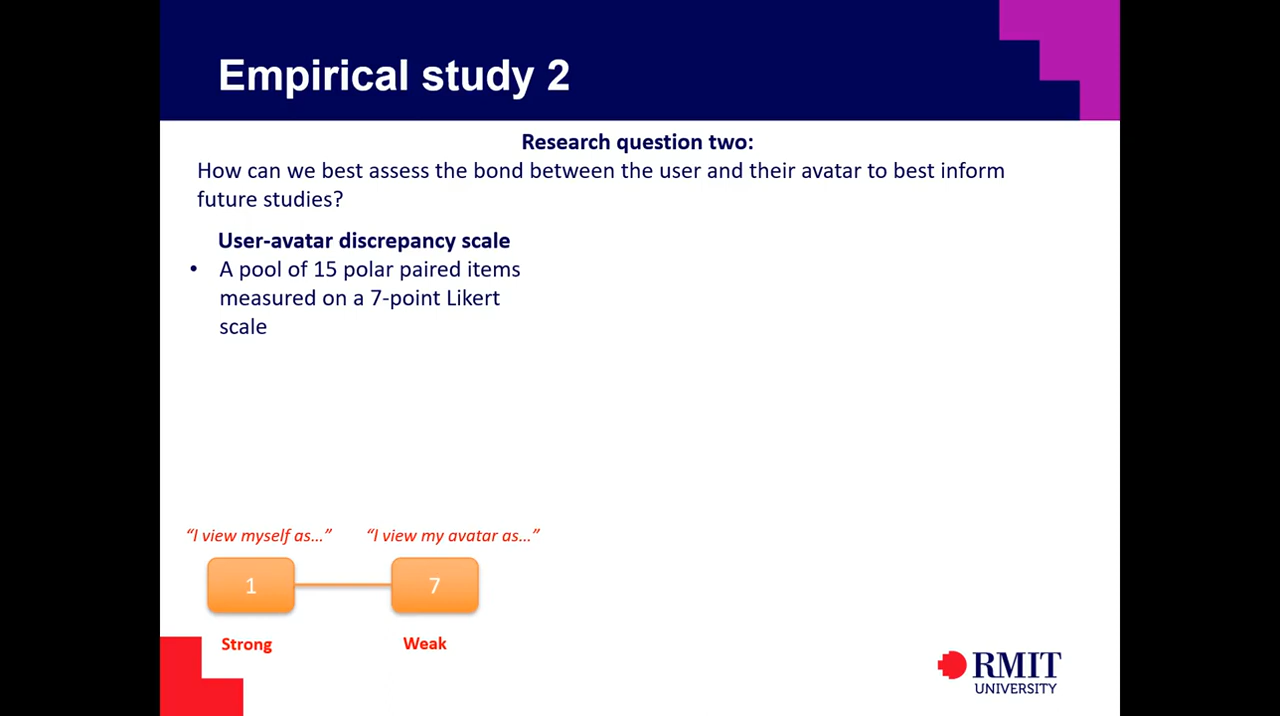 Empirical study 2
Research question two:
How can we best assess the bond between the user and their avatar to best inform
future studies?
User-avatar discrepancy scale
• A pool of 15 polar paired items
measured on a 7-point Likert
scale
“I view myself as…” “I view my avatar as…”
1 7
Strong Weak
RMIT
UNIVERSITY